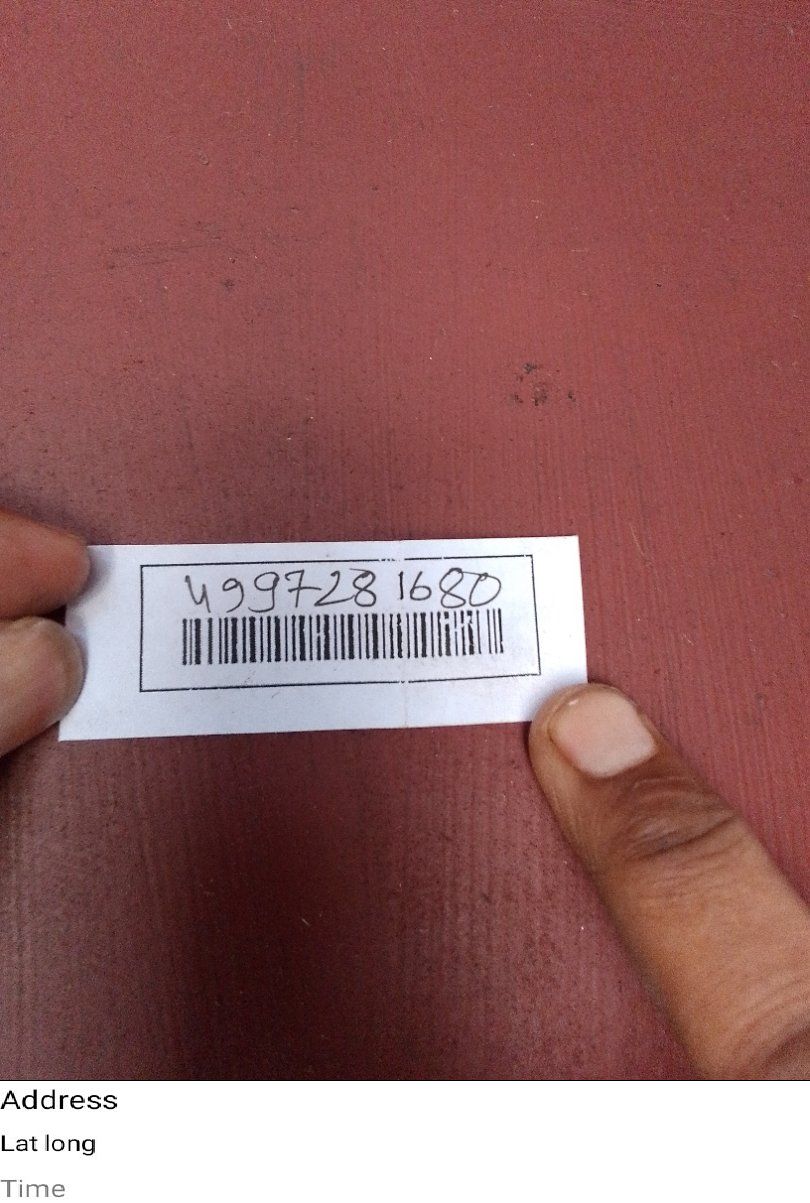 4997281680
Address
Lat long
Time